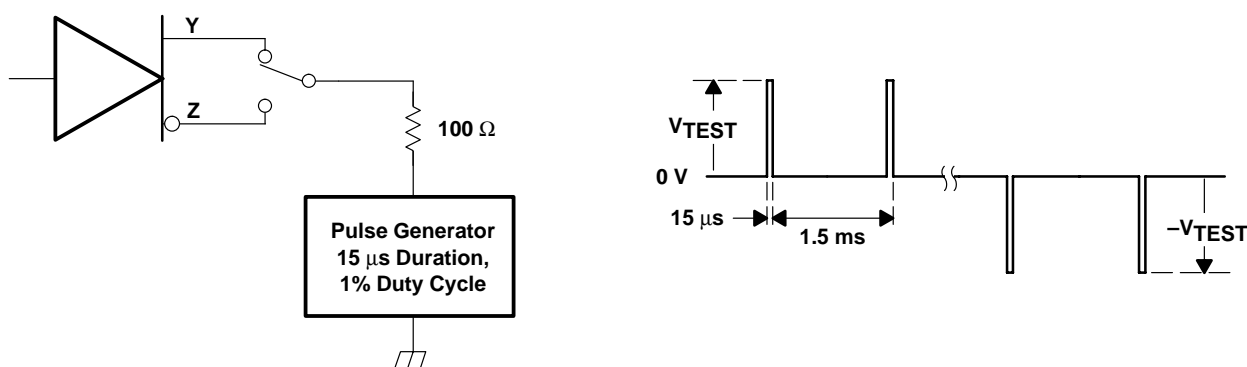 Y
Z
100 Ω
Pulse Generator
15 μs Duration,
1% Duty Cycle
VTEST
0 V
15 μs
1.5 ms
–VTEST